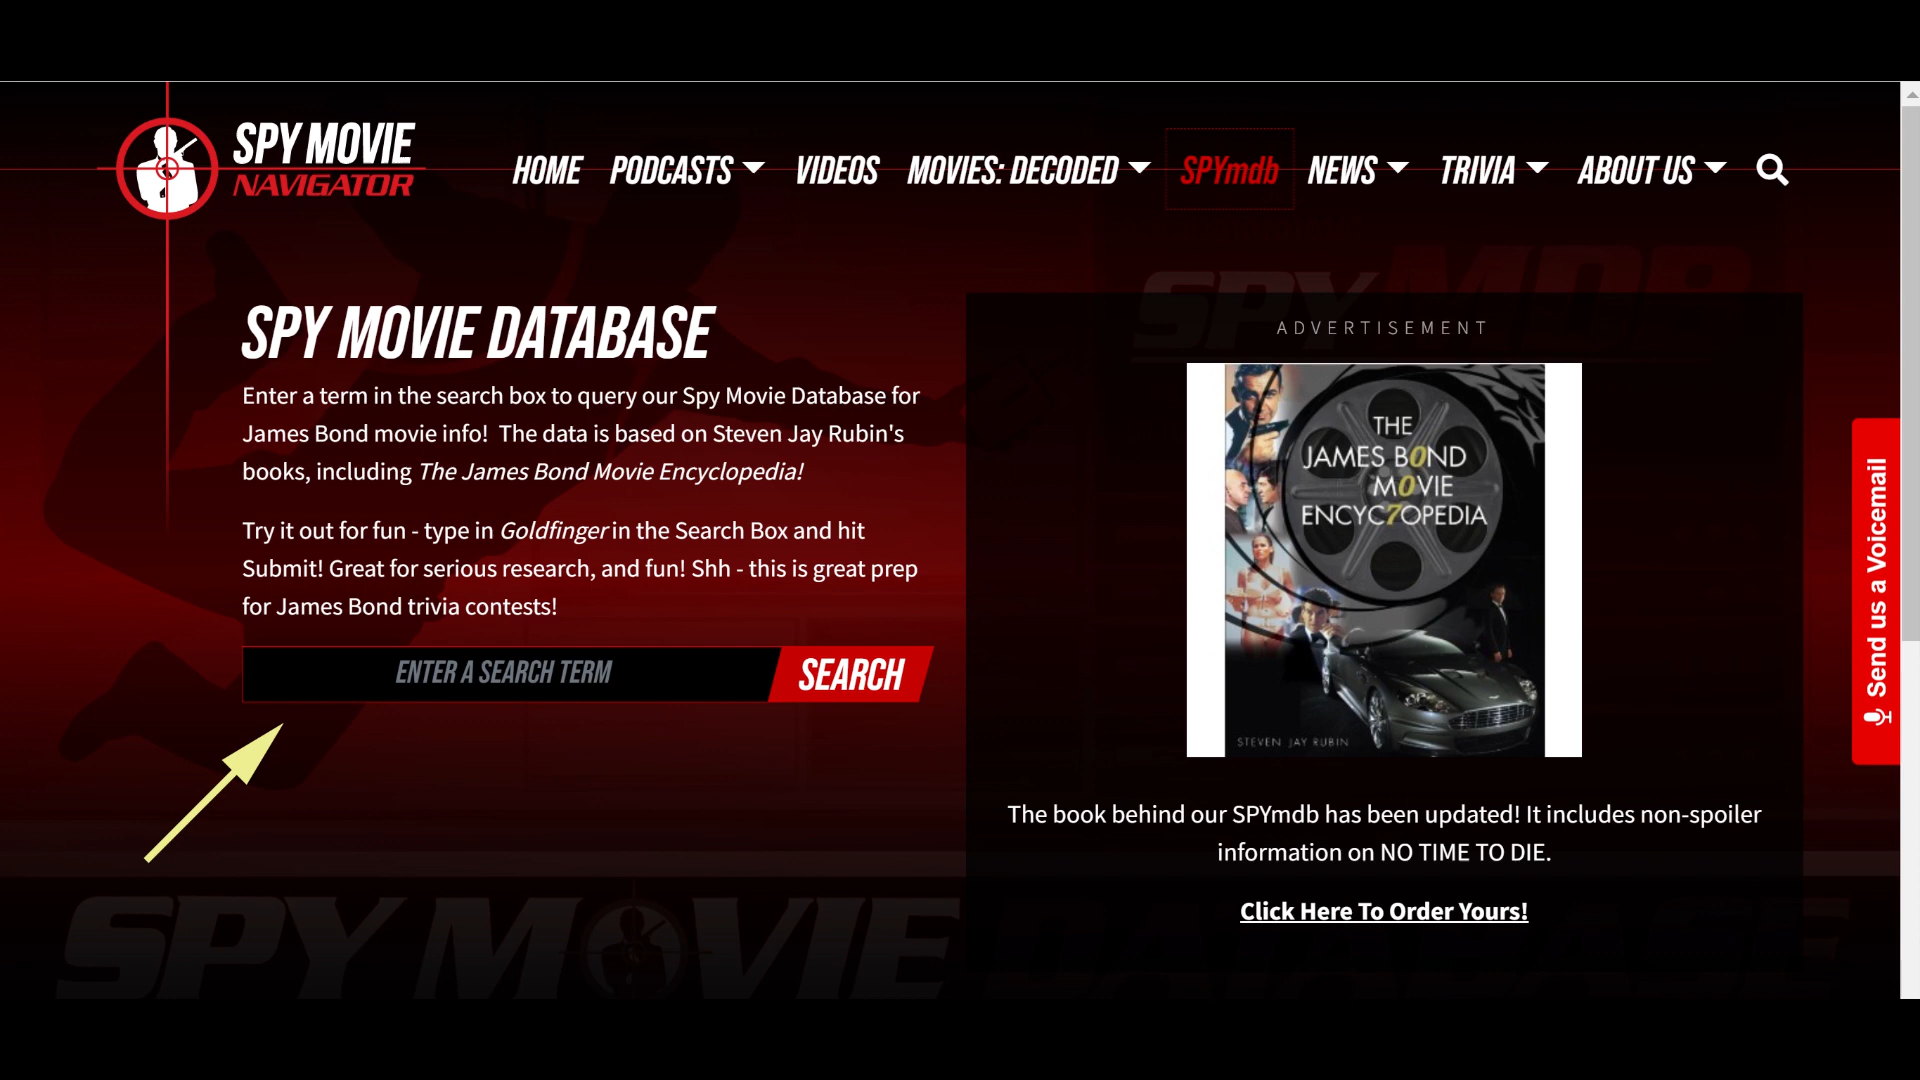 SPY MOVIE
NAVIGATOR
HOME PODCASTS VIDEOS MOVIES: DECODED SPYmdb NEWS TRIVIA ABOUT US
SPYMDB
SPY MOVIE DATABASE
Enter a term in the search box to query our Spy Movie Database for
James Bond movie info!  The data is based on Steven Jay Rubin's
books, including The James Bond Movie Encyclopedia!
Try it out for fun - type in Goldfinger in the Search Box and hit
Submit! Great for serious research, and fun! Shh - this is great prep
for James Bond trivia contests!
ENTER A SEARCH TERM
SEARCH
ADVERTISEMENT
THE
JAMES B0ND
M0VIE
ENCYC7OPEDIA
STEVEN JAY RUBIN
The book behind our SPYmdb has been updated! It includes non-spoiler
information on NO TIME TO DIE.
Click Here To Order Yours!
Send us a Voicemail
SPY MOVIE DATABASE